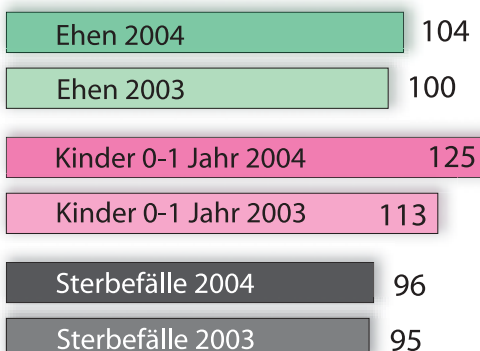 Ehen 2004 104
Ehen 2003 100
Kinder 0-1 Jahr 2004 125
Kinder 0-1 Jahr 2003 113
Sterbefälle 2004 96
Sterbefälle 2003 95